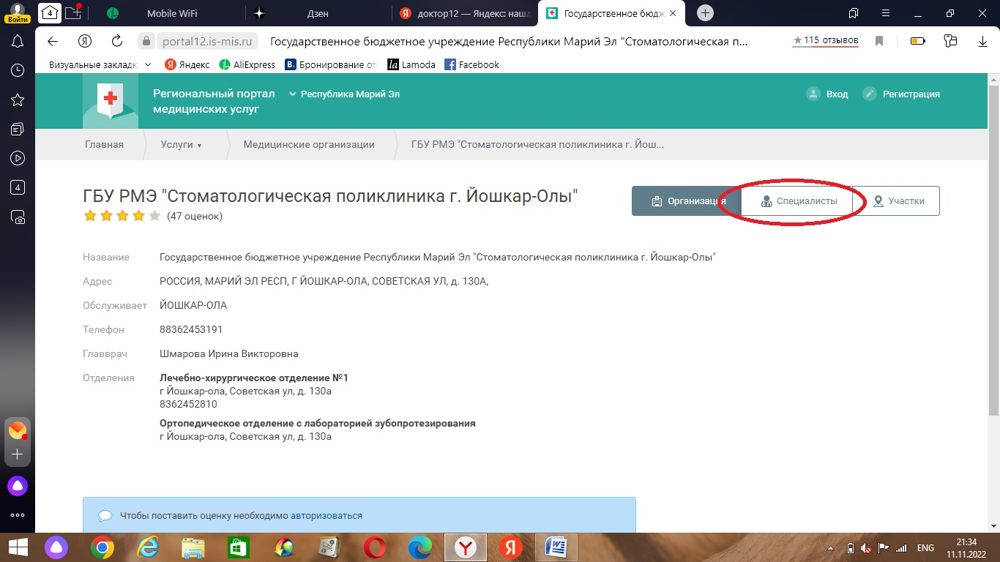 Mobile WiFi
Дзен
доктор12 — Яндекс: наш
Государственное бюдж
Войти
portal12.is-mis.ru
Государственное бюджетное учреждение Республики Марий Эл "Стоматологическая п...
115 отзывов
Визуальные заклад
Яндекс
AliExpress
Бронирование от
la Lamoda
Facebook
Региональный портал
медицинских услуг
Республика Марий Эл
Вход
Регистрация
Главная
Услуги
Медицинские организации
ГБУ РМЭ "Стоматологическая поликлиника г. Йош...
ГБУ РМЭ "Стоматологическая поликлиника г. Йошкар-Олы"
(47 оценок)
Организация
Специалисты
Участки
Название Государственное бюджетное учреждение Республики Марий Эл "Стоматологическая поликлиника г. Йошкар-Олы"
Адрес РОССИЯ, МАРИЙ ЭЛ РЕСП, Г ЙОШКАР-ОЛА, СОВЕТСКАЯ УЛ, д. 130А,
Обслуживает ЙОШКАР-ОЛА
Телефон 88362453191
Главврач Шмарова Ирина Викторовна
Отделения Лечебно-хирургическое отделение №1
г Йошкар-ола, Советская ул, д. 130а
8362452810
Ортопедическое отделение с лабораторией зубопротезирования
г Йошкар-ола, Советская ул, д. 130а
Чтобы поставить оценку необходимо авторизоваться
4
4
ENG
21:34
11.11.2022